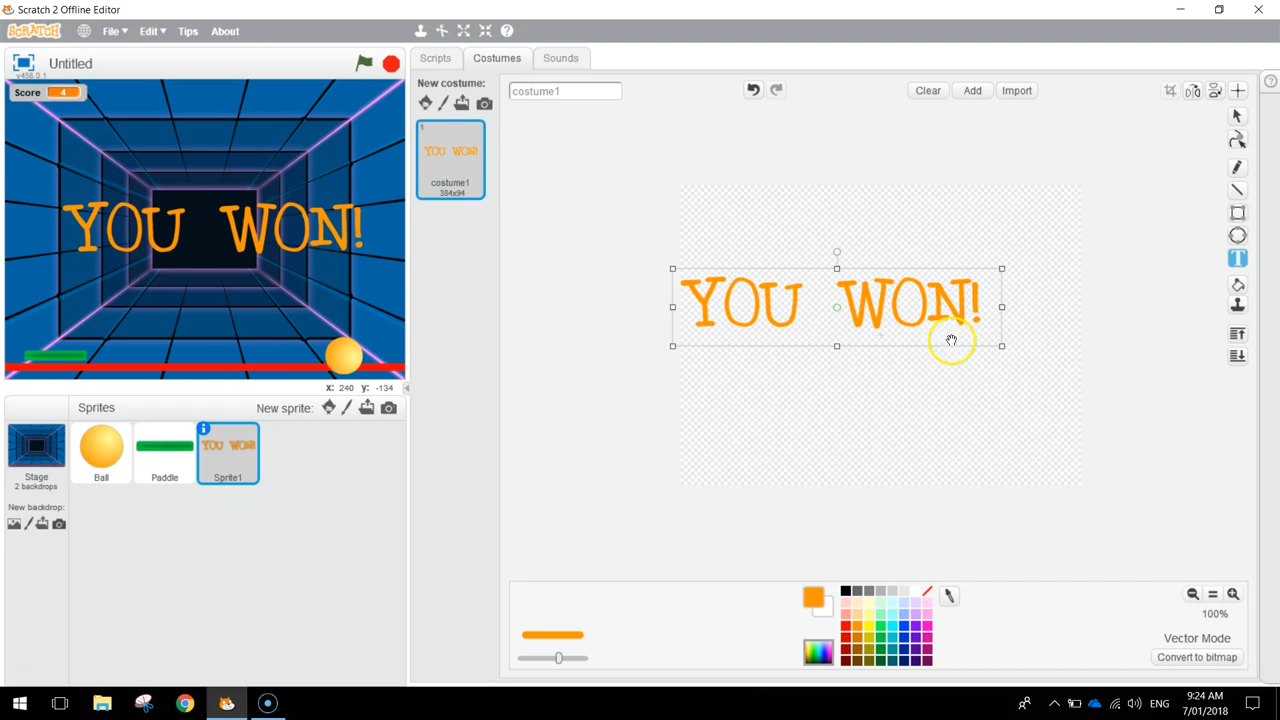 Scratch 2 Offline Editor
SCRATCH File Edit Tips About
Untitled
v458.0.1
Score 4
YOU WON!
x: 240 y: -134
Sprites New sprite:
Stage
2 backdrops
New backdrop:
Ball
Paddle
YOU WON!
Sprite1
Scripts Costumes Sounds
New costume:
1
YOU WON!
costume1
384x94
costume1
Clear Add Import
YOU WON!
T
100%
Vector Mode
Convert to bitmap
ENG
9:24 AM
7/01/2018